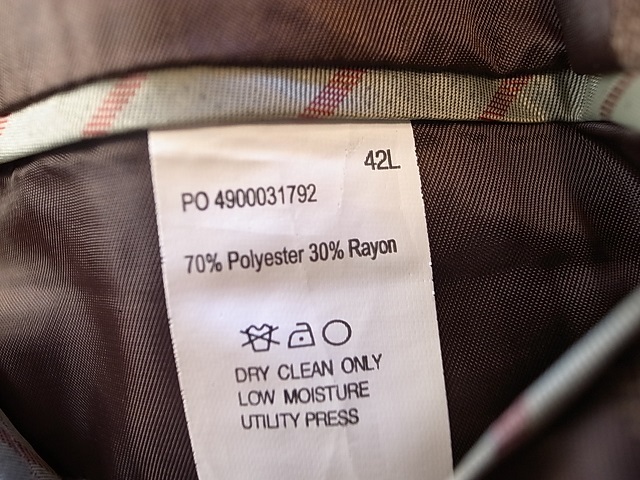 42L
PO 4900031792
70% Polyester 30% Rayon
DRY CLEAN ONLY
LOW MOISTURE
UTILITY PRESS